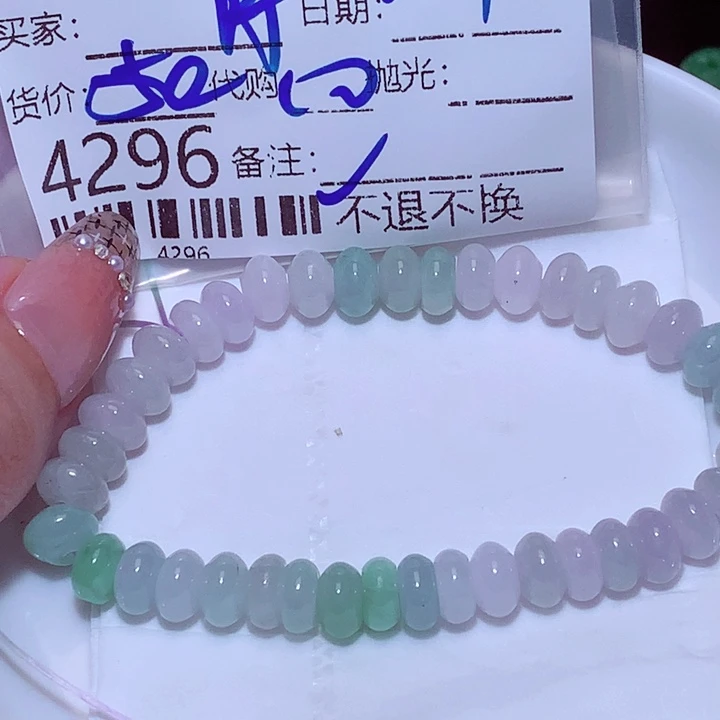 买家: 日期:
货价: 代购 抛光:
4296 备注: ✓
不退不换
4296